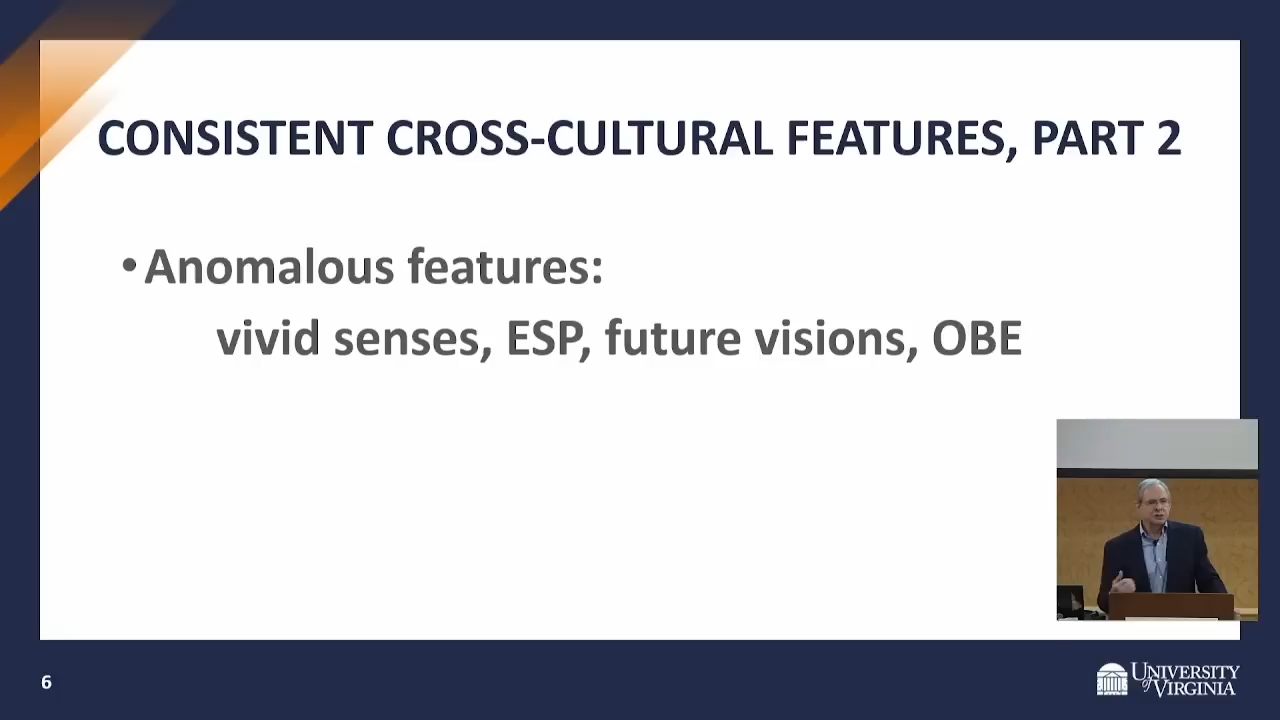 CONSISTENT CROSS-CULTURAL FEATURES, PART 2
• Anomalous features:
vivid senses, ESP, future visions, OBE
6
UNIVERSITY
of VIRGINIA